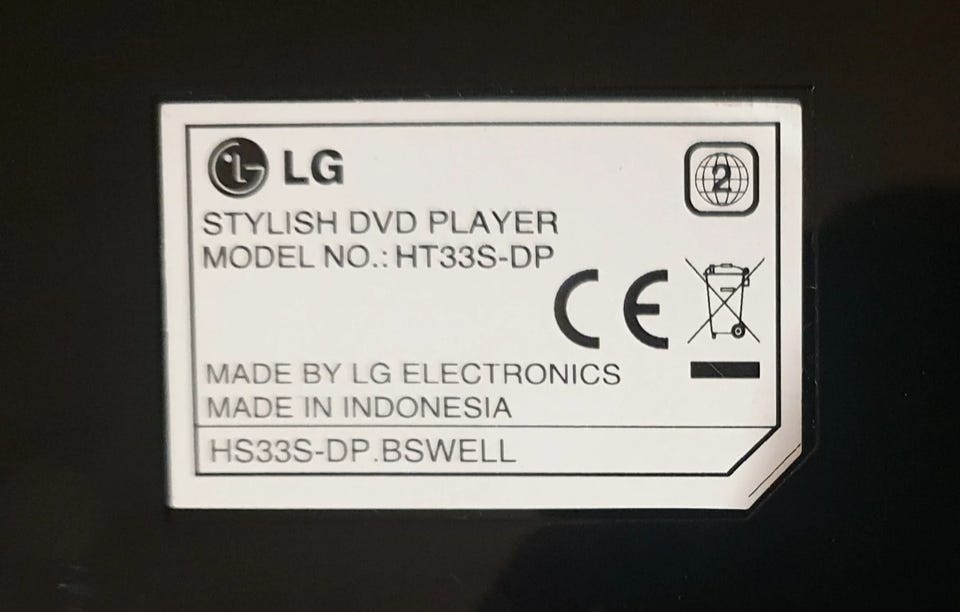 LG
2
STYLISH DVD PLAYER
MODEL NO.: HT33S-DP
CE
MADE BY LG ELECTRONICS
MADE IN INDONESIA
HS33S-DP.BSWELL